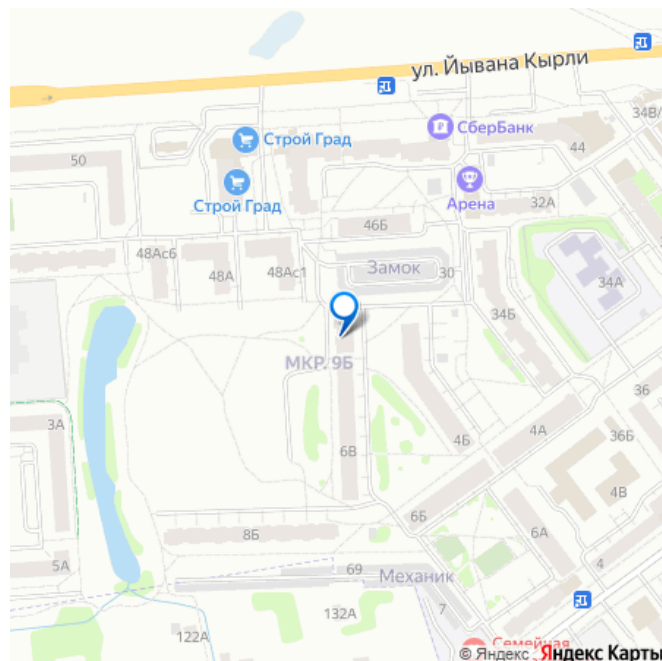 ул. Йывана Кырли
34В/
СберБанк
Строй Град
44
50
Арена
Строй Град
32А
46Б
48Ас6
48А
48Ас1
Замок
30
34А
34Б
МКР. 9Б
36
3А
4А
36Б
4Б
6В
4В
6Б
6А
8Б
5А
69
4
Механик
7
132А
122А
Семейная
© Яндекс Яндекс Карты